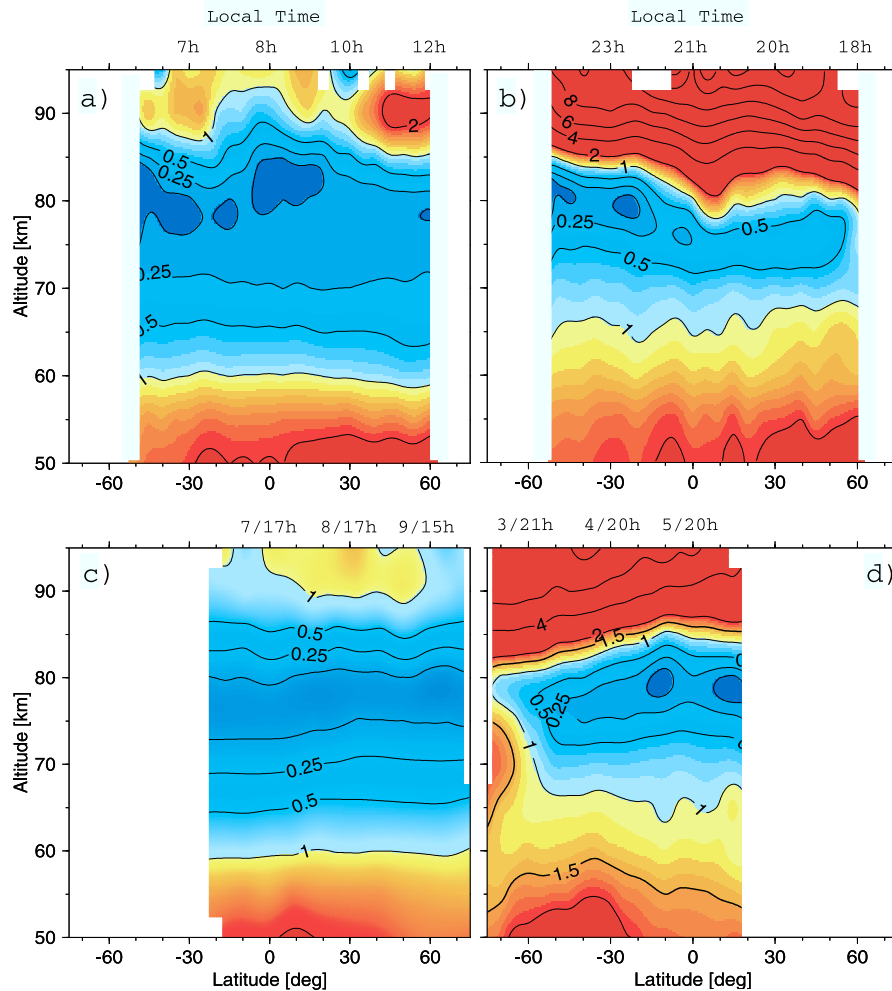 Local Time Local Time
7h 8h 10h 12h 23h 21h 20h 18h
a) b)
90 80 70 60 50
Altitude [km]
1 2 0.5 0.25 0.25 0.5 1
8 6 4 2 1 0.25 0.5 0.5 1
-60 -30 0 30 60 -60 -30 0 30 60
7/17h 8/17h 9/15h 3/21h 4/20h 5/20h
c) d)
90 80 70 60 50
Altitude [km]
1 0.5 0.25 0.25 0.5 1
4 2 1.5 1 0.5 0.25 1 1 1.5
-60 -30 0 30 60 -60 -30 0 30 60
Latitude [deg] Latitude [deg]